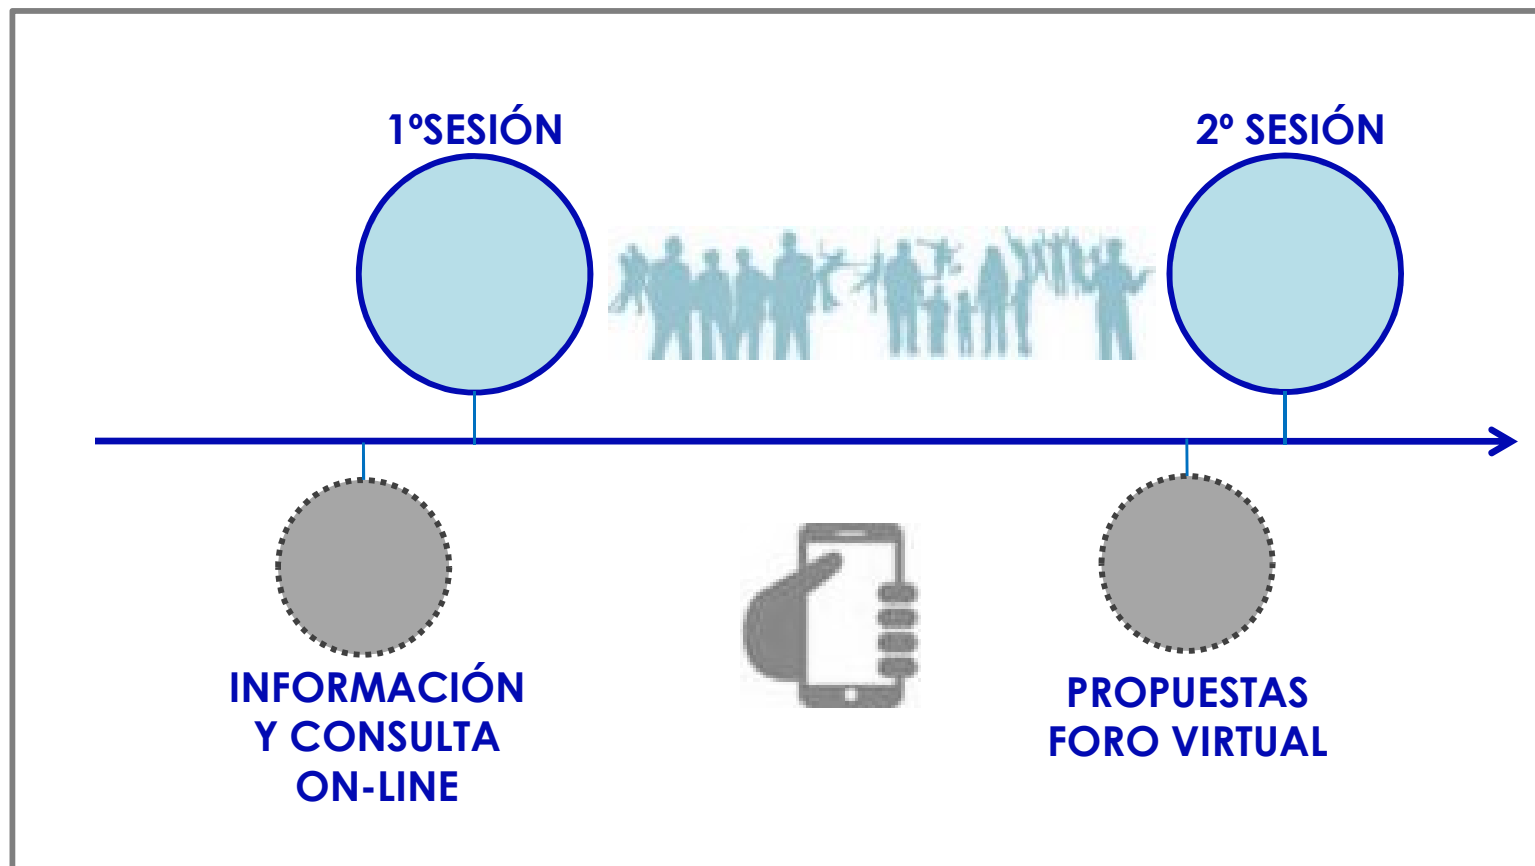 1ºSESIÓN
2º SESIÓN
INFORMACIÓN
Y CONSULTA
ON-LINE
PROPUESTAS
FORO VIRTUAL